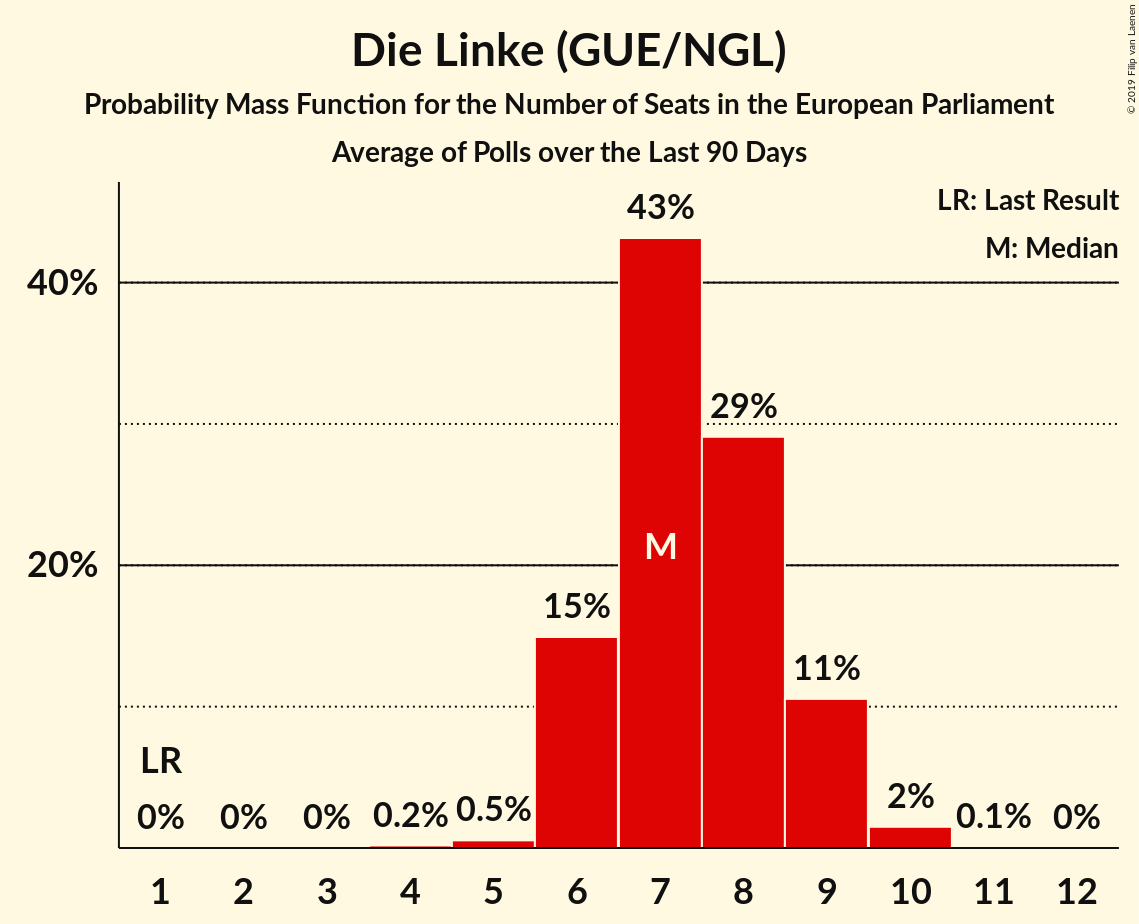 Die Linke (GUE/NGL)
Probability Mass Function for the Number of Seats in the European Parliament
Average of Polls over the Last 90 Days
© 2019 Filip van Laenen
LR: Last Result
M: Median
40%
20%
43%
29%
M
15%
11%
LR
0% 0% 0% 0.2% 0.5% 2% 0.1% 0%
1 2 3 4 5 6 7 8 9 10 11 12